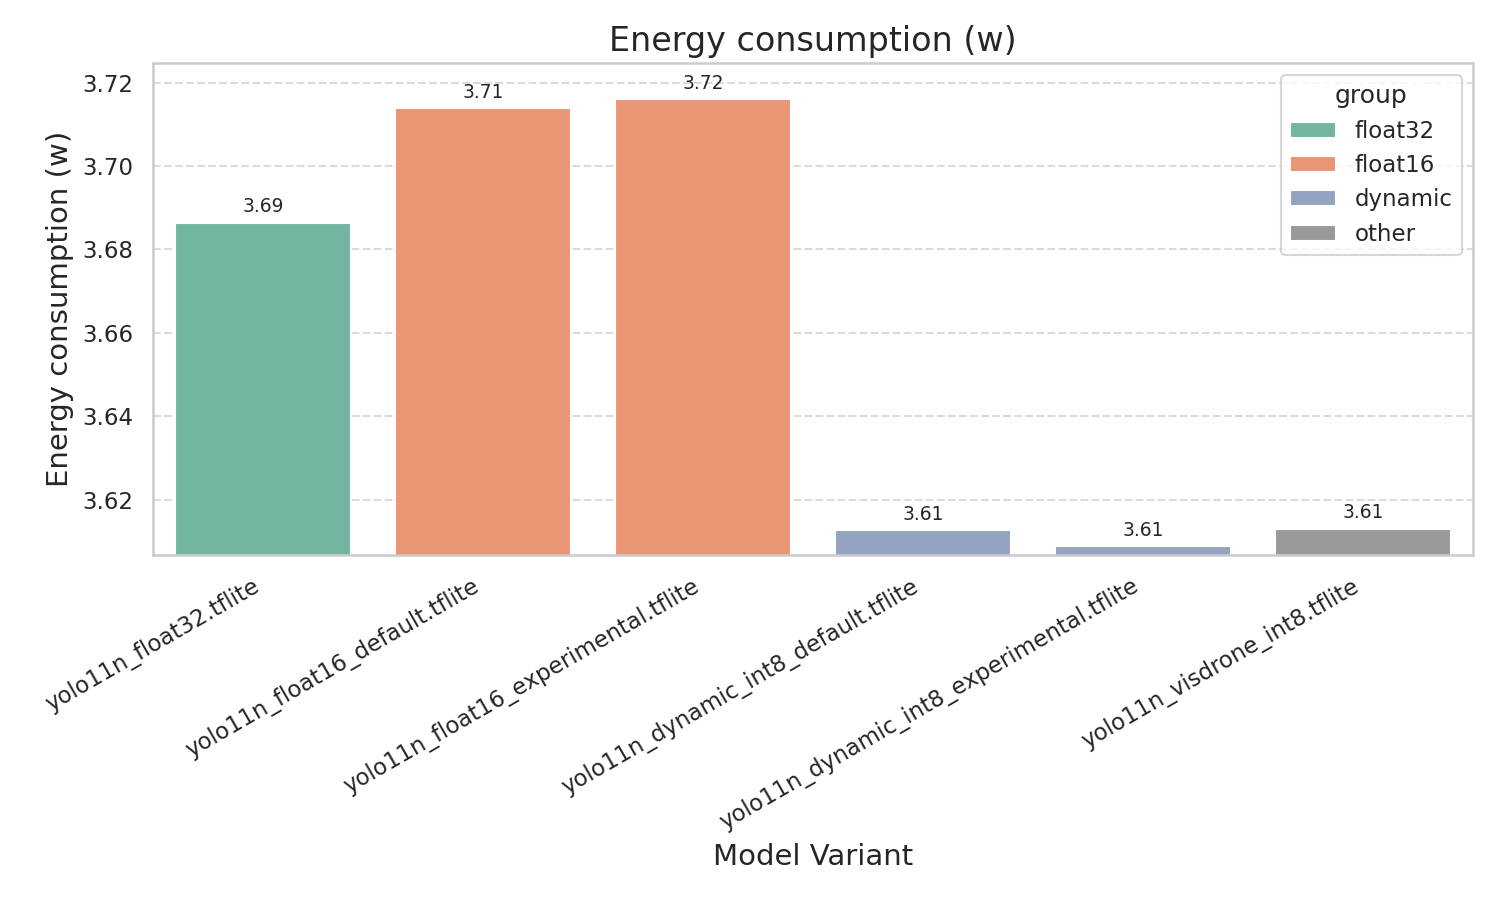 Energy consumption (w)
Energy consumption (w)
3.72
3.70
3.68
3.66
3.64
3.62
3.69
3.71
3.72
3.61
3.61
3.61
group
float32
float16
dynamic
other
yolo11n_float32.tflite
yolo11n_float16_default.tflite
yolo11n_float16_experimental.tflite
yolo11n_dynamic_int8_default.tflite
yolo11n_dynamic_int8_experimental.tflite
yolo11n_visdrone_int8.tflite
Model Variant